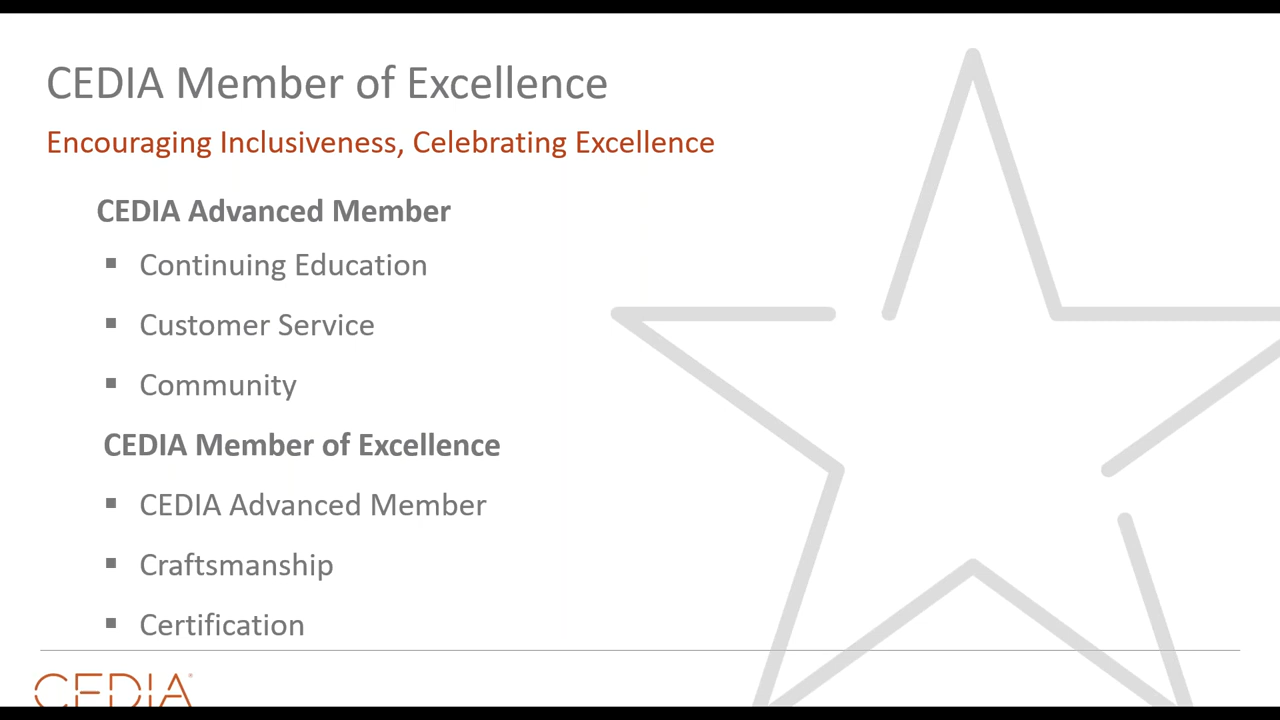 CEDIA Member of Excellence
Encouraging Inclusiveness, Celebrating Excellence
CEDIA Advanced Member
▪ Continuing Education
▪ Customer Service
▪ Community
CEDIA Member of Excellence
▪ CEDIA Advanced Member
▪ Craftsmanship
▪ Certification
CEDIA®